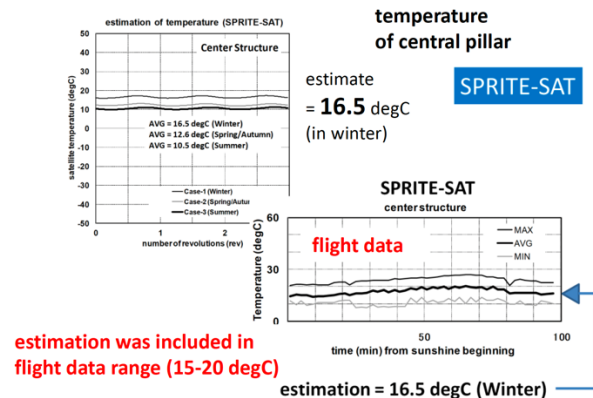 estimation of temperature (SPRITE-SAT)
temperature
of central pillar
SPRITE-SAT
satellite temperature (degC)
50
40
30
20
10
0
-10
-20
-30
-40
-50
Center Structure
AVG = 16.5 degC (Winter)
AVG = 12.6 degC (Spring/Autumn)
AVG = 10.5 degC (Summer)
Case-1 (Winter)
Case-2 (Spring/Autu
Case-3 (Summer)
0
1
2
number of revolutions (rev)
estimate
= 16.5 degC
(in winter)
SPRITE-SAT
center structure
Temperature (degC)
60
30
0
flight data
MAX
AVG
MIN
50
100
time (min) from sunshine beginning
estimation was included in
flight data range (15-20 degC)
estimation = 16.5 degC (Winter)